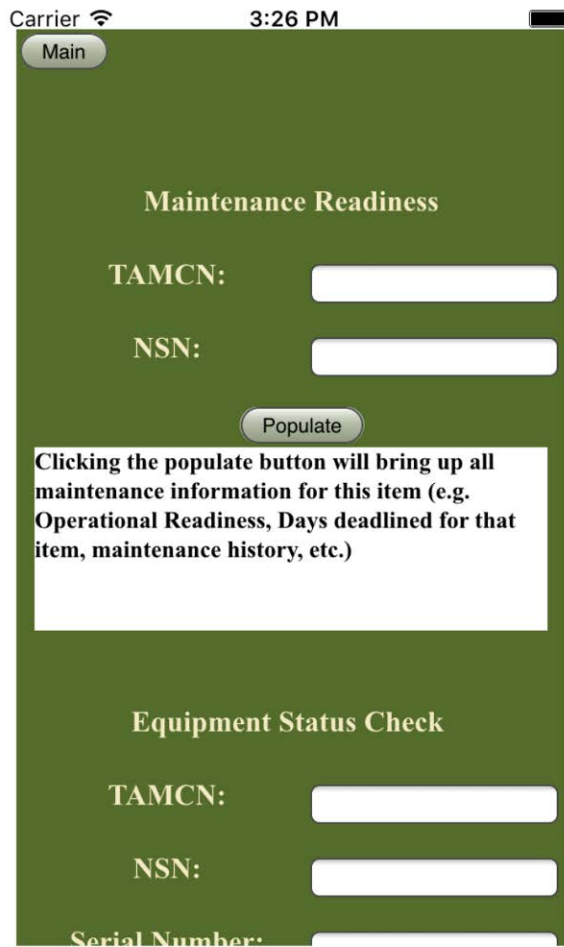 Carrier 3:26 PM
Main
Maintenance Readiness
TAMCN:
NSN:
Populate
Clicking the populate button will bring up all
maintenance information for this item (e.g.
Operational Readiness, Days deadlined for that
item, maintenance history, etc.)
Equipment Status Check
TAMCN:
NSN:
Serial Number: